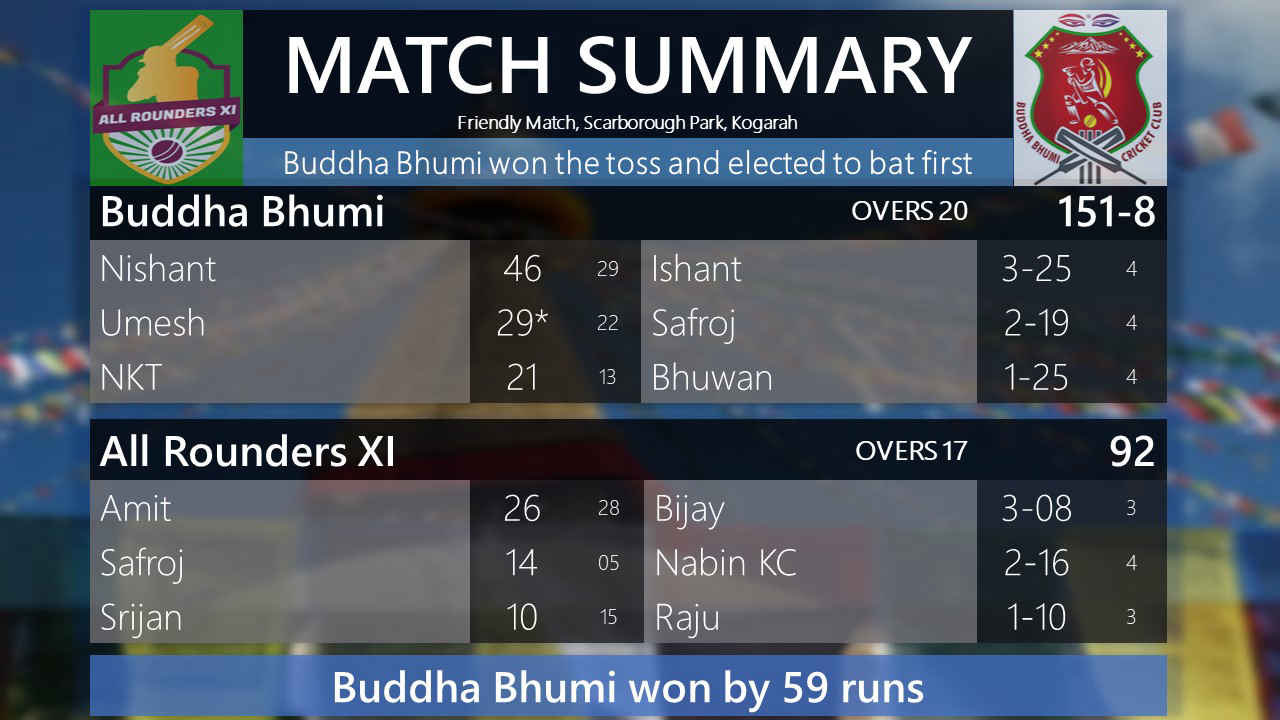 ALL ROUNDERS XI
MATCH SUMMARY
Friendly Match, Scarborough Park, Kogarah
BUDDHA BHUMI CRICKET CLUB
Buddha Bhumi won the toss and elected to bat first
Buddha Bhumi OVERS 20 151-8
Nishant 46 29 Ishant 3-25 4
Umesh 29* 22 Safroj 2-19 4
NKT 21 13 Bhuwan 1-25 4
All Rounders XI OVERS 17 92
Amit 26 28 Bijay 3-08 3
Safroj 14 05 Nabin KC 2-16 4
Srijan 10 15 Raju 1-10 3
Buddha Bhumi won by 59 runs